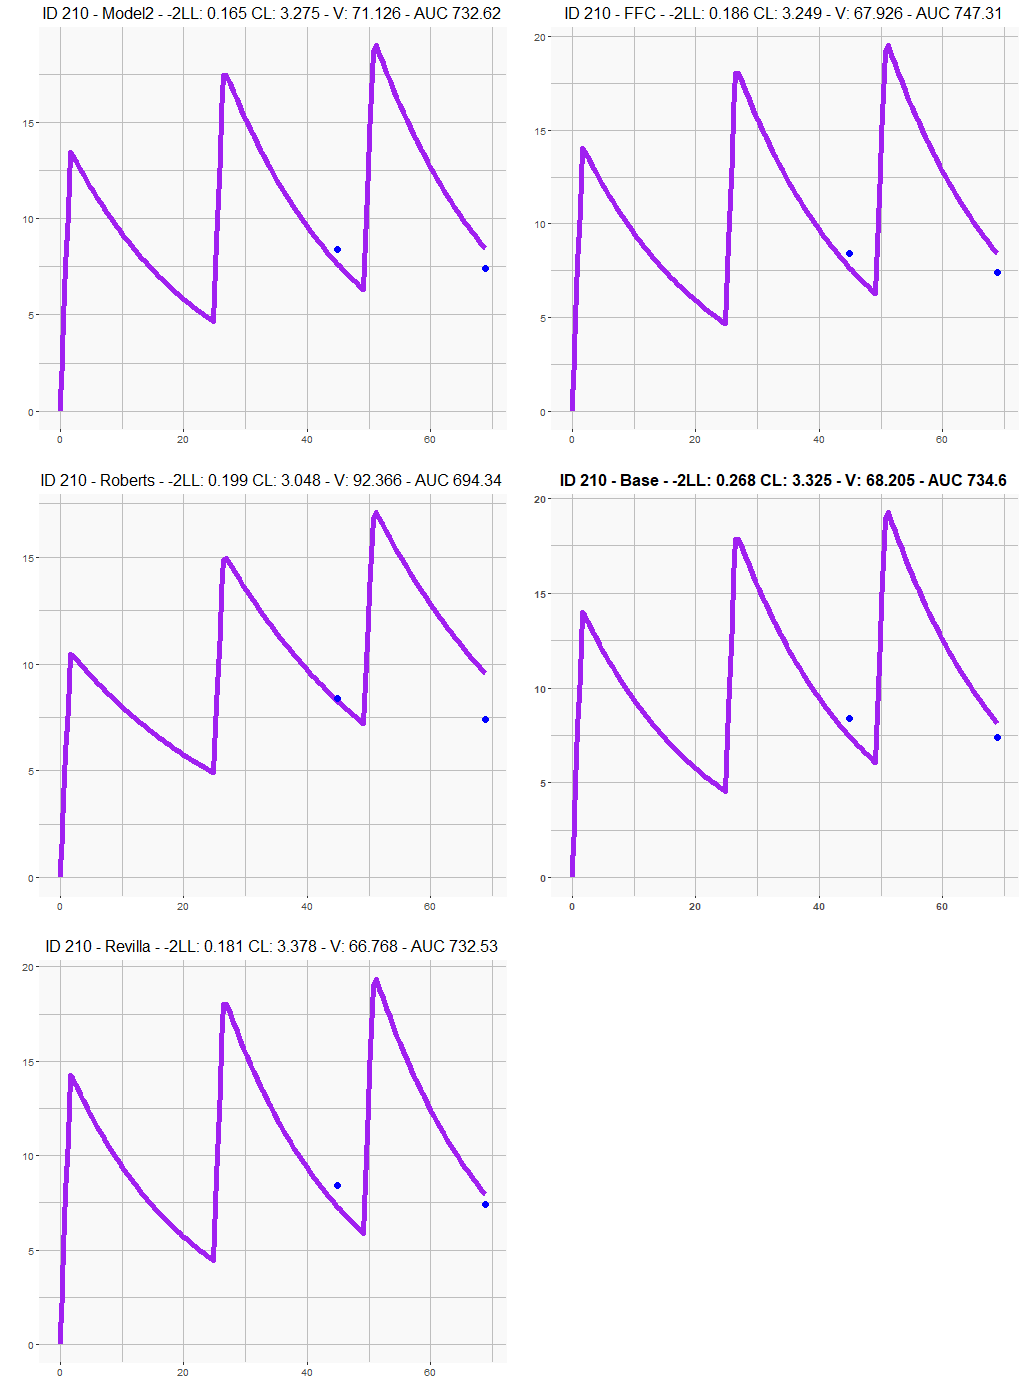 ID 210 - Model2 - -2LL: 0.165 CL: 3.275 - V: 71.126 - AUC 732.62
15
10
5
0
0 20 40 60
ID 210 - FFC - -2LL: 0.186 CL: 3.249 - V: 67.926 - AUC 747.31
20
15
10
5
0
0 20 40 60
ID 210 - Roberts - -2LL: 0.199 CL: 3.048 - V: 92.366 - AUC 694.34
15
10
5
0
0 20 40 60
ID 210 - Base - -2LL: 0.268 CL: 3.325 - V: 68.205 - AUC 734.6
20
15
10
5
0
0 20 40 60
ID 210 - Revilla - -2LL: 0.181 CL: 3.378 - V: 66.768 - AUC 732.53
20
15
10
5
0
0 20 40 60